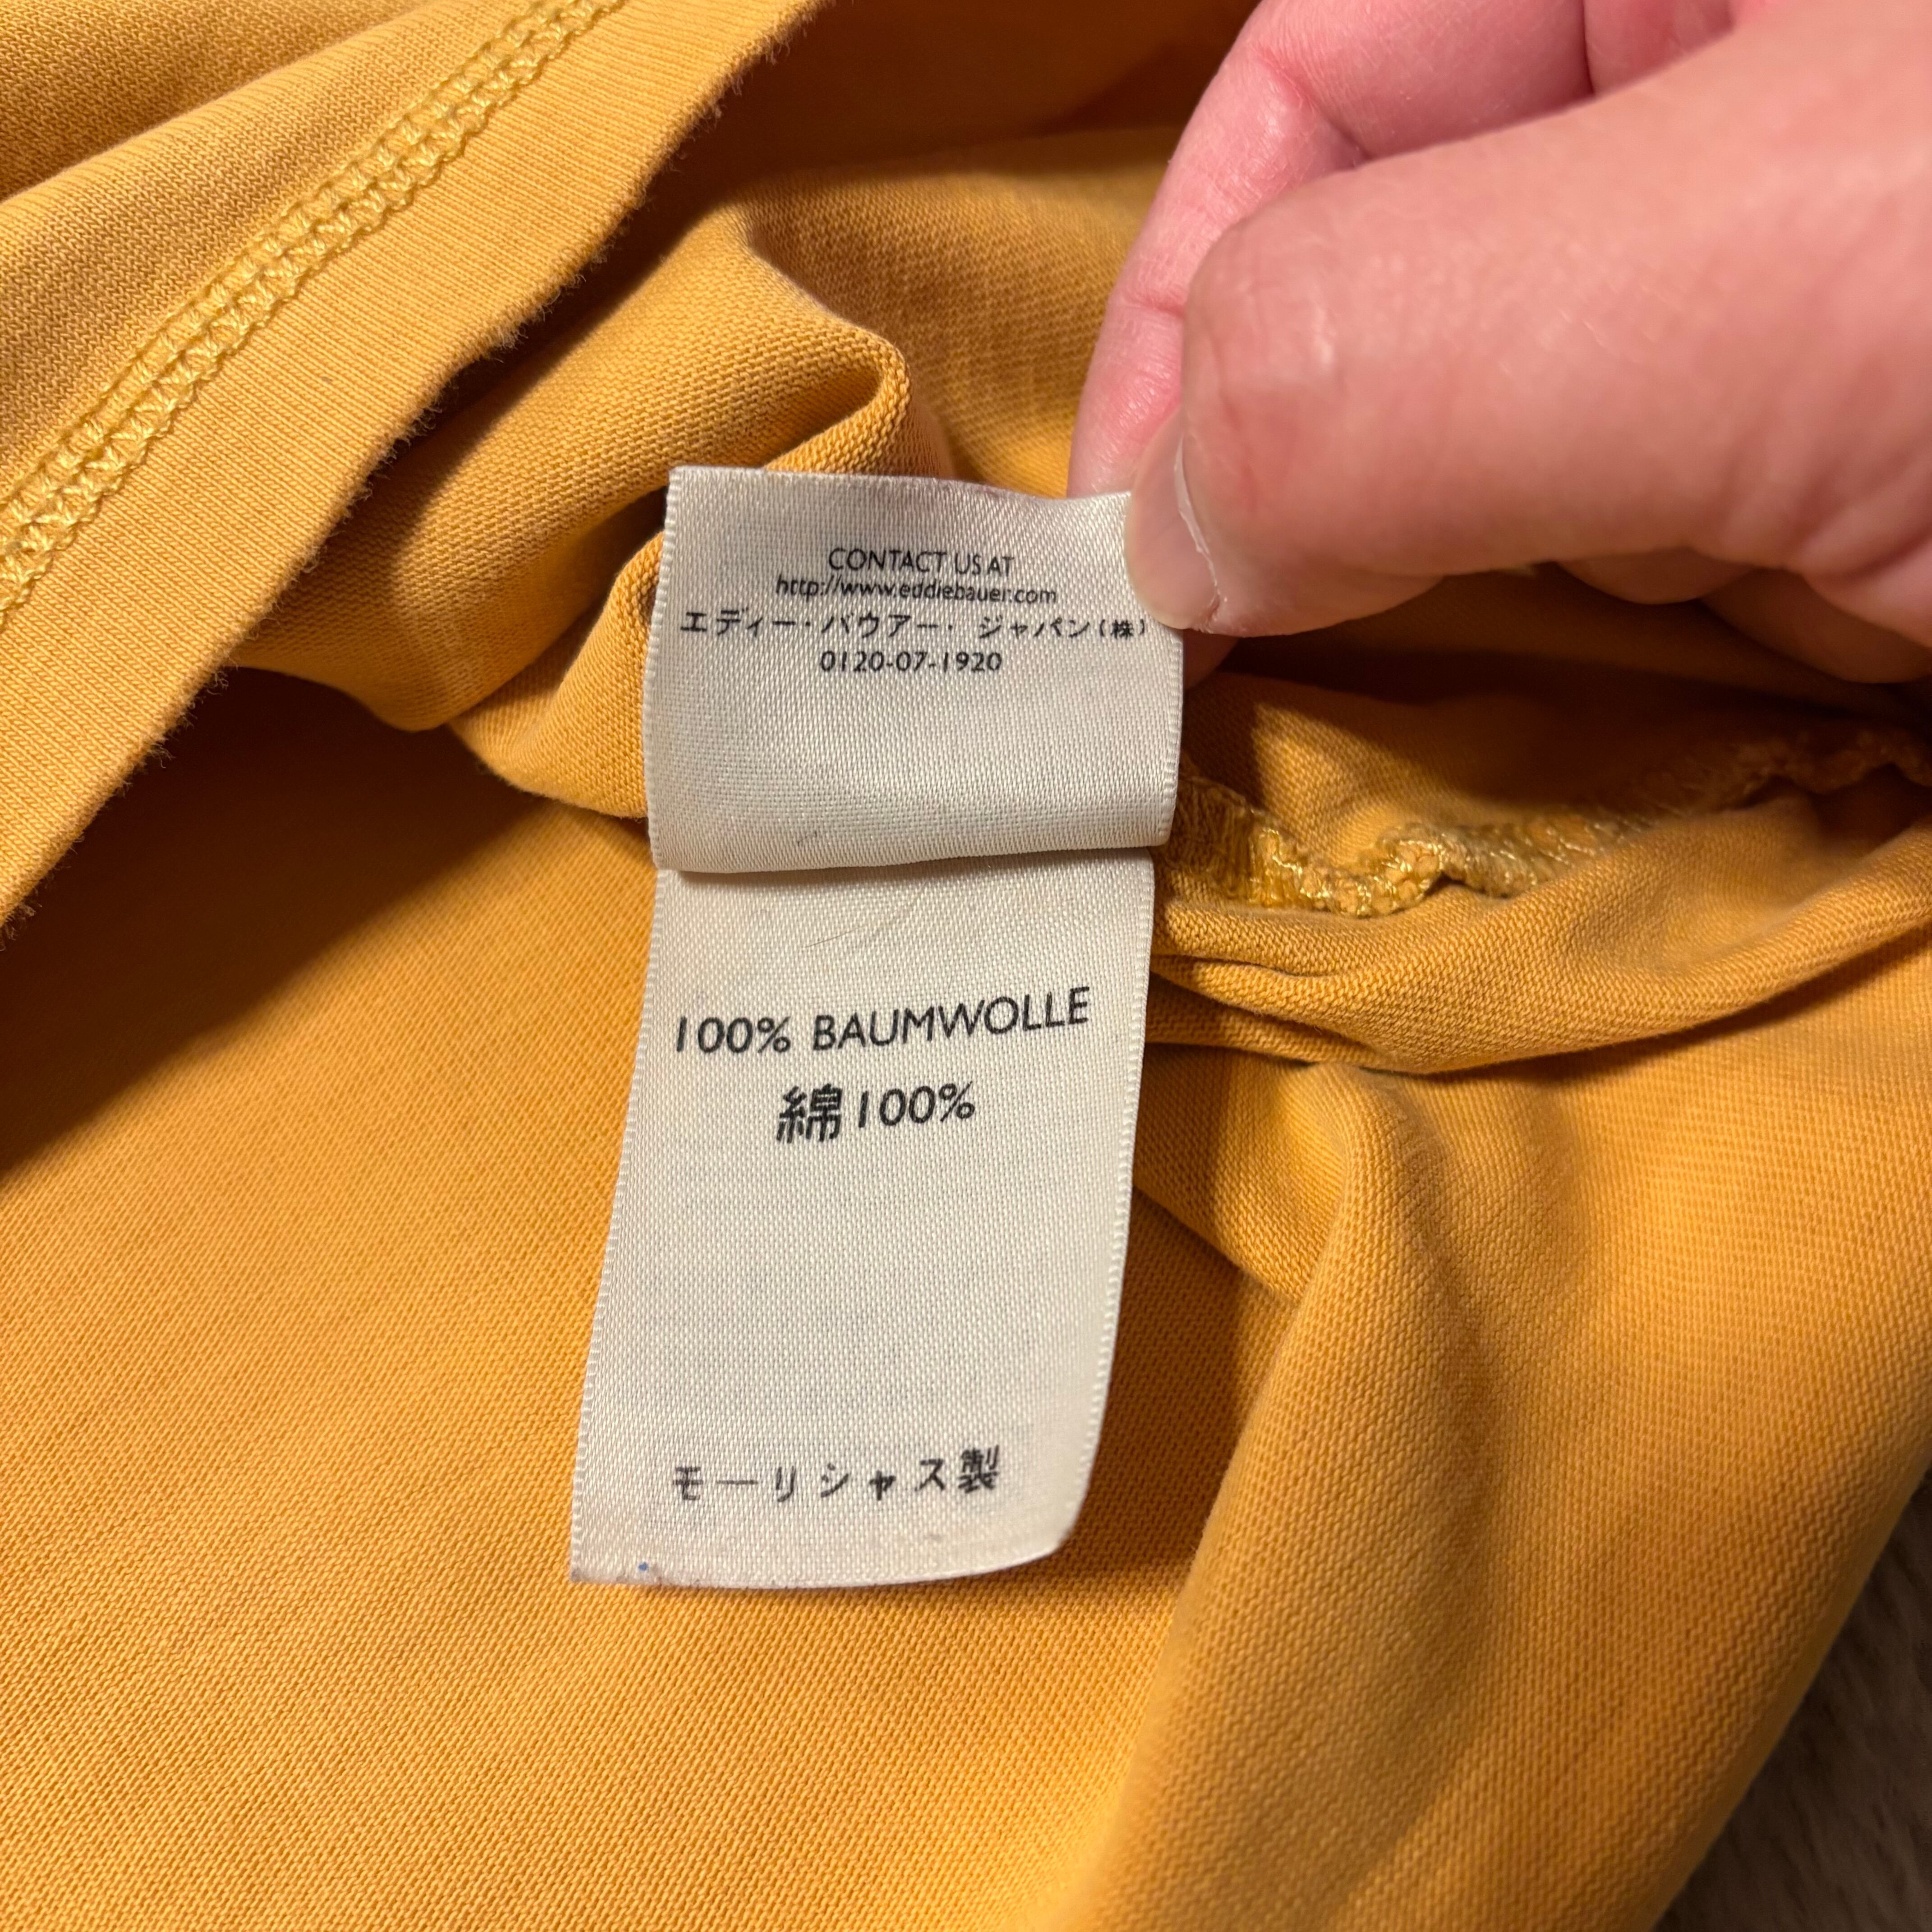 CONTACT US AT
http://www.eddiebauer.com
エディー・バウアー・ジャパン(株)
0120-07-1920
100% BAUMWOLLE
綿100%
モーリシャス製